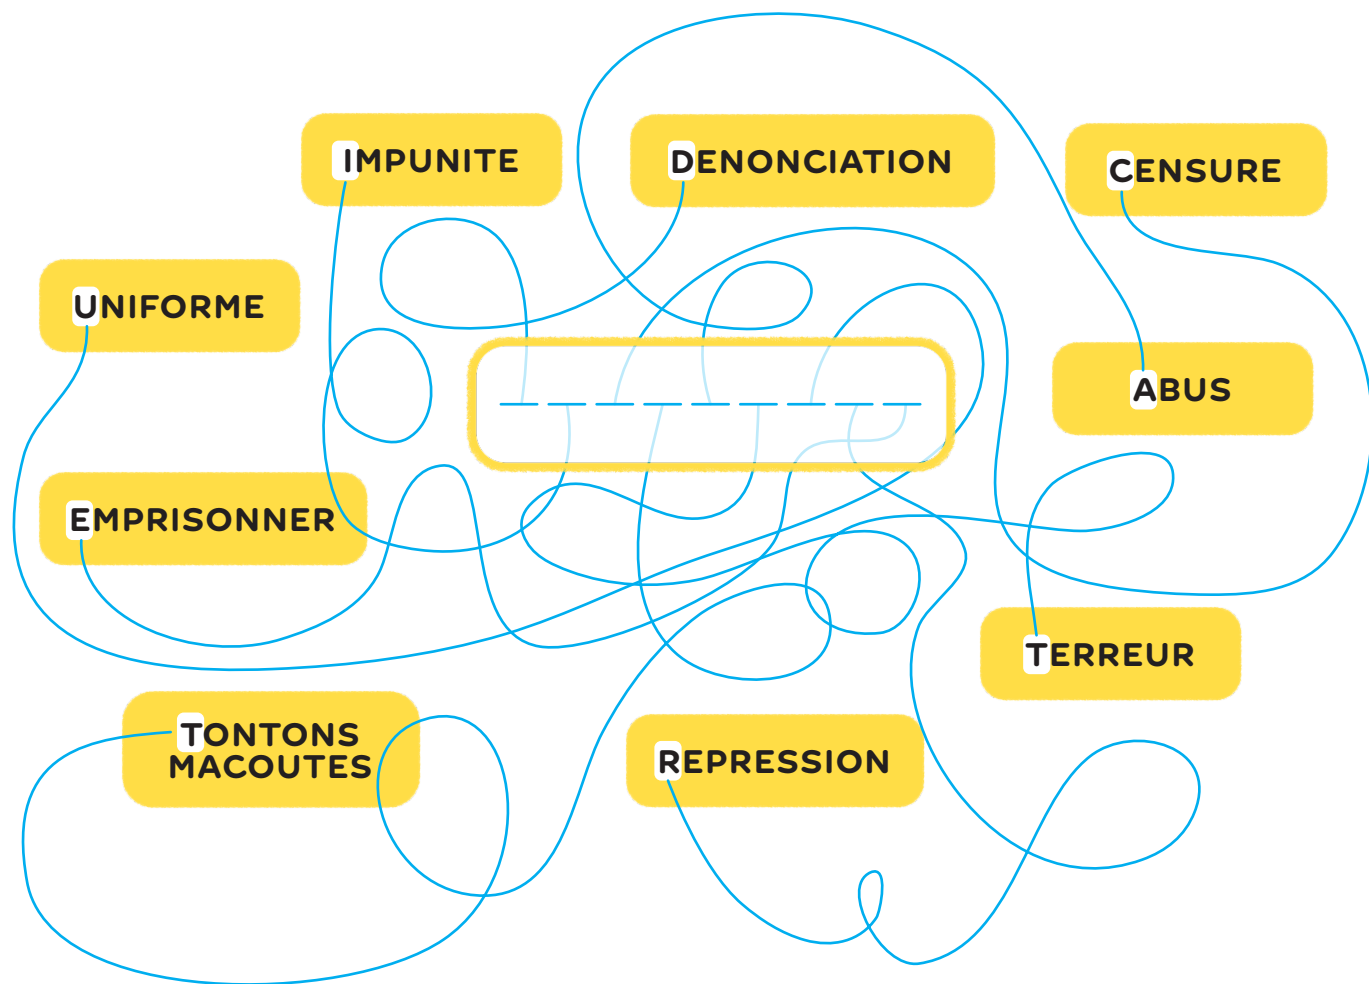 IMPUNITE
DENONCIATION
CENSURE
UNIFORME
ABUS
EMPRISONNER
TERREUR
TONTONS
MACOUTES
REPRESSION